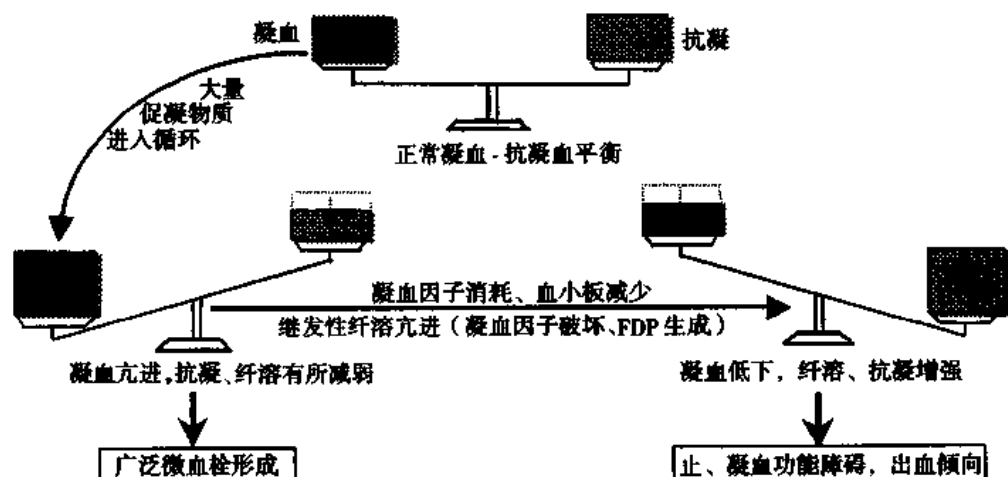 凝血
抗凝
大量
促凝物质
进入循环
正常凝血-抗凝血平衡
凝血因子消耗、血小板减少
继发性纤溶亢进（凝血因子破坏、FDP 生成）
凝血亢进，抗凝、纤溶有所减弱
凝血低下，纤溶、抗凝增强
广泛微血栓形成
止、凝血功能障碍，出血倾向